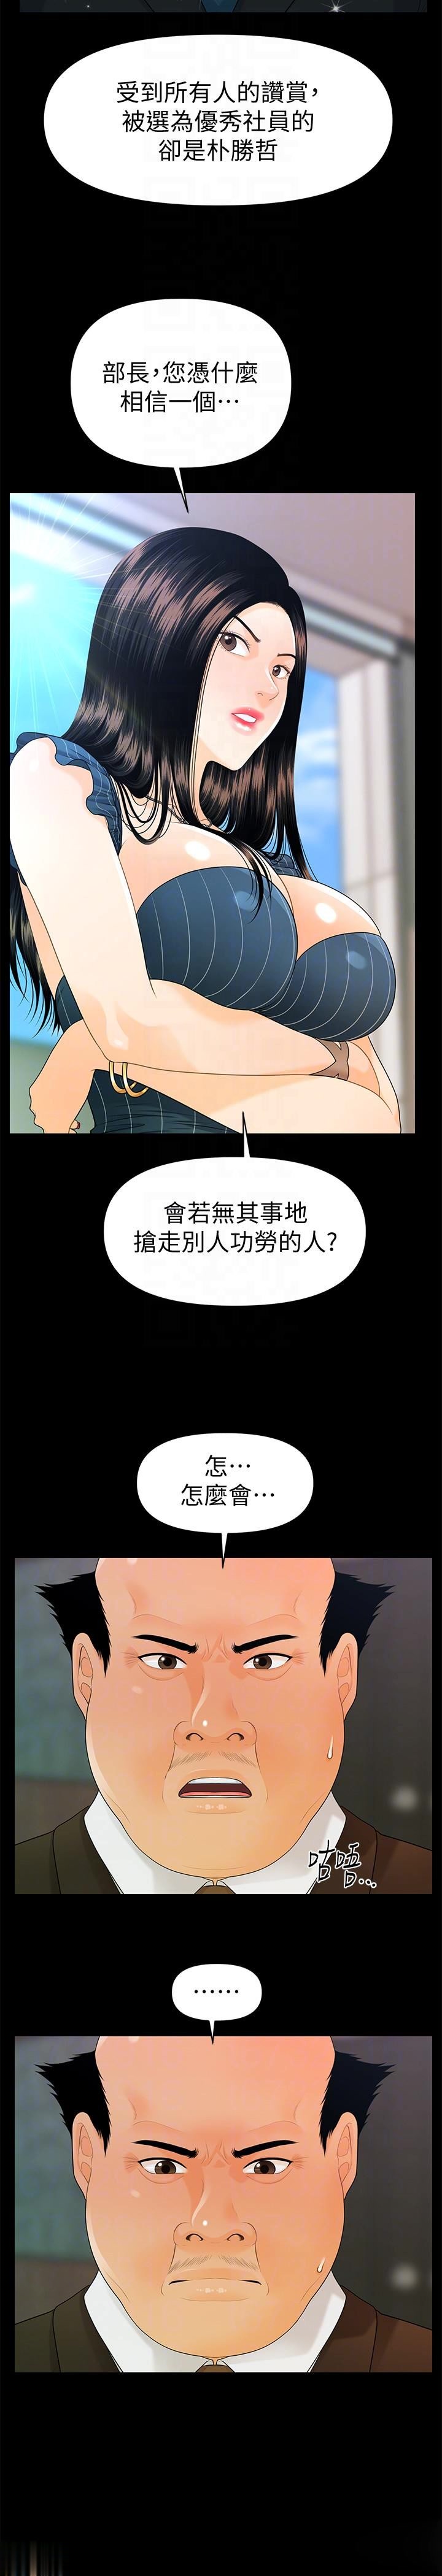 受到所有人的讚賞，
被選為優秀社員的
卻是朴勝哲
部長，您憑什麼
相信一個…
會若無其事地
搶走別人功勞的人？
怎…
怎麼會…
咕唔…
……